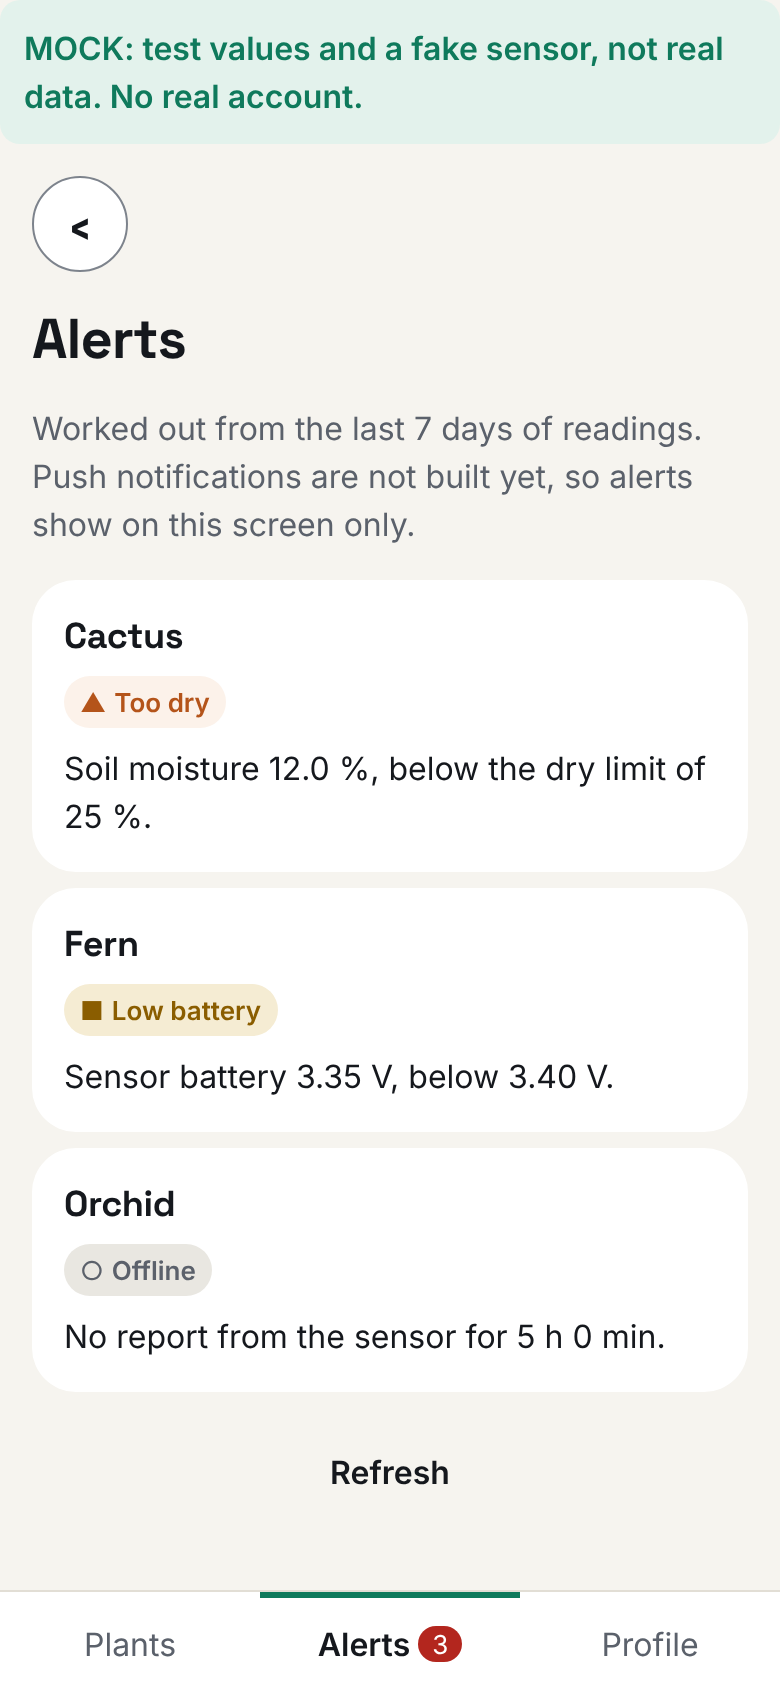 MOCK: test values and a fake sensor, not real
data. No real account.
<
Alerts
Worked out from the last 7 days of readings.
Push notifications are not built yet, so alerts
show on this screen only.
Cactus
▲ Too dry
Soil moisture 12.0 %, below the dry limit of
25 %.
Fern
■ Low battery
Sensor battery 3.35 V, below 3.40 V.
Orchid
○ Offline
No report from the sensor for 5 h 0 min.
Refresh
Plants
Alerts 3
Profile